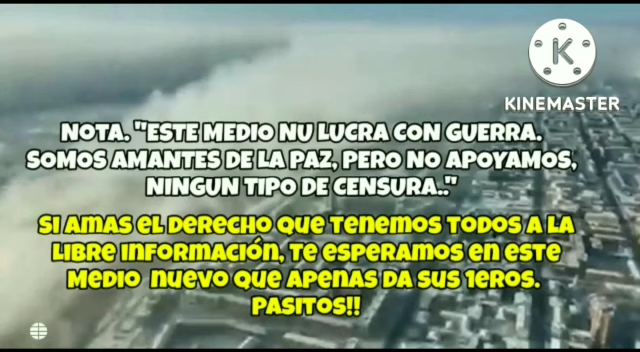 KINEMASTER
NOTA. "ESTE MEDIO NU LUCRA CON GUERRA.
SOMOS AMANTES DE LA PAZ, PERO NO APOYAMOS,
NINGUN TIPO DE CENSURA.."
SI AMAS EL DERECHO QUE TENEMOS TODOS A LA
LIBRE INFORMACIÓN, TE ESPERAMOS EN ESTE
MEDIO NUEVO QUE APENAS DA SUS 1EROS.
PASITOS!!